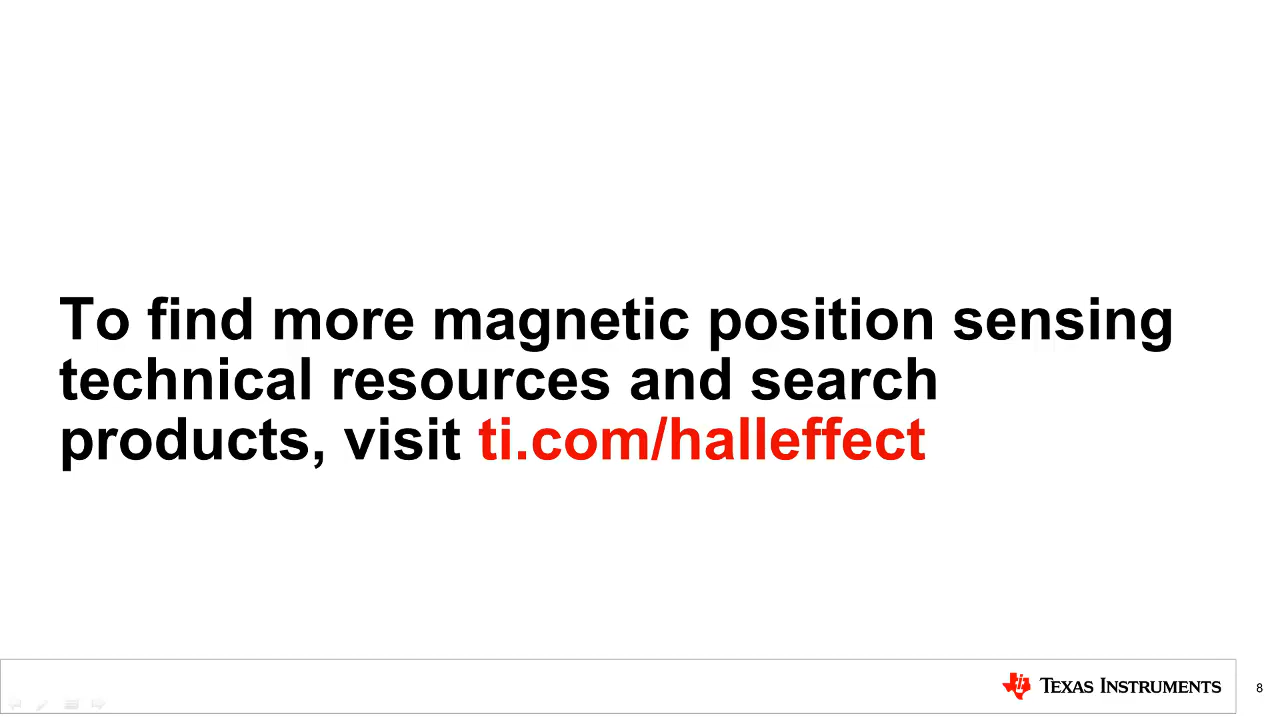 To find more magnetic position sensing
technical resources and search
products, visit ti.com/halleffect
TEXAS INSTRUMENTS
8